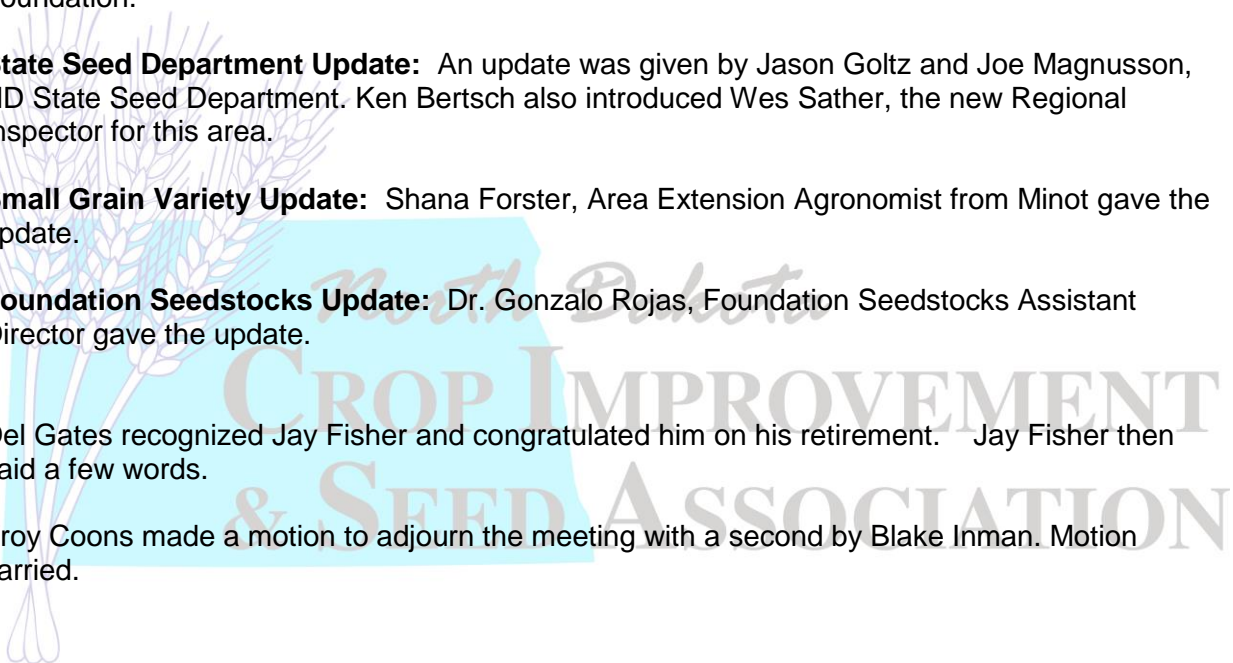 oundation.
tate Seed Department Update: An update was given by Jason Goltz and Joe Magnusson,
ND State Seed Department. Ken Bertsch also introduced Wes Sather, the new Regional
nspector for this area.
mall Grain Variety Update: Shana Forster, Area Extension Agronomist from Minot gave the
pdate.
oundation Seedstocks Update: Dr. Gonzalo Rojas, Foundation Seedstocks Assistant
Director gave the update.
North Dakota
CROP IMPROVEMENT
Del Gates recognized Jay Fisher and congratulated him on his retirement. Jay Fisher then
aid a few words.
& SEED ASSOCIATION
roy Coons made a motion to adjourn the meeting with a second by Blake Inman. Motion
arried.